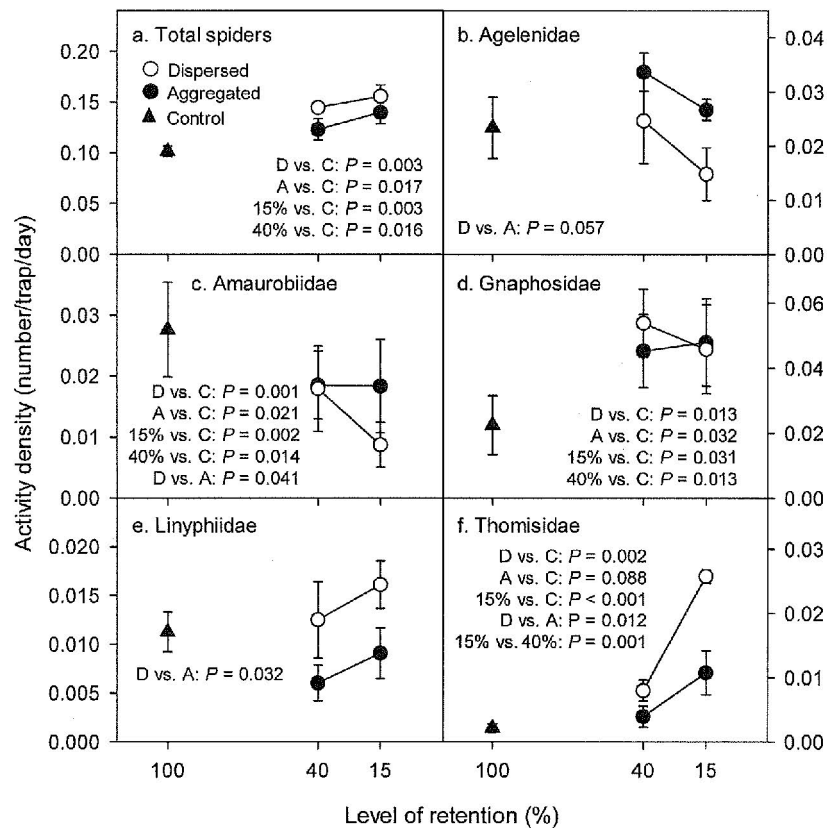 a. Total spiders
Dispersed
Aggregated
Control
D vs. C: P = 0.003
A vs. C: P = 0.017
15% vs. C: P = 0.003
40% vs. C: P = 0.016
0.20
0.15
0.10
0.05
0.00
b. Agelenidae
D vs. A: P = 0.057
0.04
0.03
0.02
0.01
0.00
c. Amaurobiidae
D vs. C: P = 0.001
A vs. C: P = 0.021
15% vs. C: P = 0.002
40% vs. C: P = 0.014
D vs. A: P = 0.041
0.03
0.02
0.01
0.00
d. Gnaphosidae
D vs. C: P = 0.013
A vs. C: P = 0.032
15% vs. C: P = 0.031
40% vs. C: P = 0.013
0.06
0.04
0.02
0.00
e. Linyphiidae
D vs. A: P = 0.032
0.020
0.015
0.010
0.005
0.000
f. Thomisidae
D vs. C: P = 0.002
A vs. C: P = 0.088
15% vs. C: P < 0.001
D vs. A: P = 0.012
15% vs. 40%: P = 0.001
0.03
0.02
0.01
0.00
100 40 15
100 40 15
Activity density (number/trap/day)
Level of retention (%)